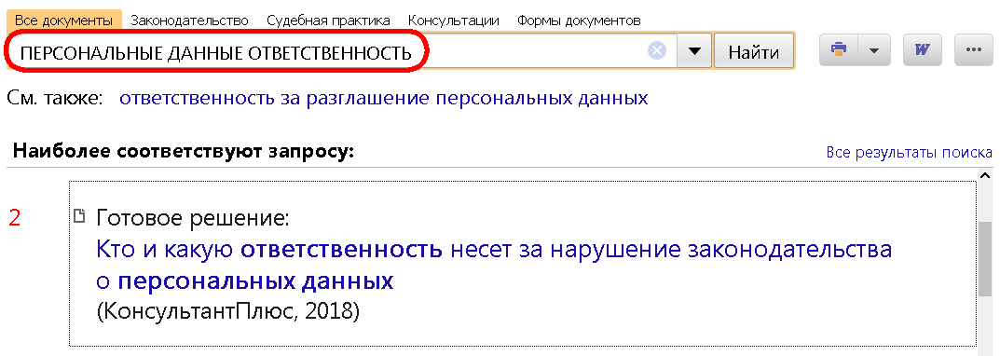 Все документы Законодательство Судебная практика Консультации Формы документов
ПЕРСОНАЛЬНЫЕ ДАННЫЕ ОТВЕТСТВЕННОСТЬ Найти W
См. также: ответственность за разглашение персональных данных
Наиболее соответствуют запросу: Все результаты поиска
2 Готовое решение:
Кто и какую ответственность несет за нарушение законодательства
о персональных данных
(КонсультантПлюс, 2018)